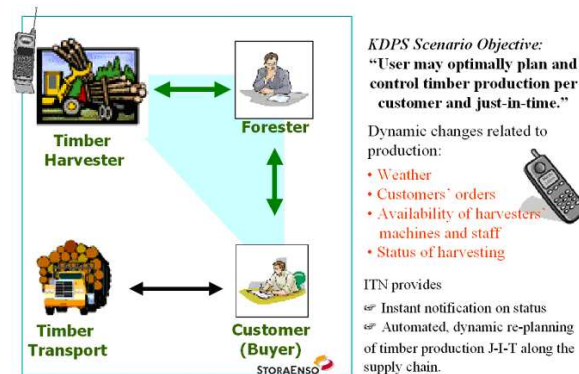 Timber
Harvester
Forester
Timber
Transport
Customer
(Buyer)
STORAENSO
KDPS Scenario Objective:
“User may optimally plan and
control timber production per
customer and just-in-time.”
Dynamic changes related to
production:
• Weather
• Customers´ orders
• Availability of harvesters´
machines and staff
• Status of harvesting
ITN provides
☞ Instant notification on status
☞ Automated, dynamic re-planning
of timber production J-I-T along the
supply chain.